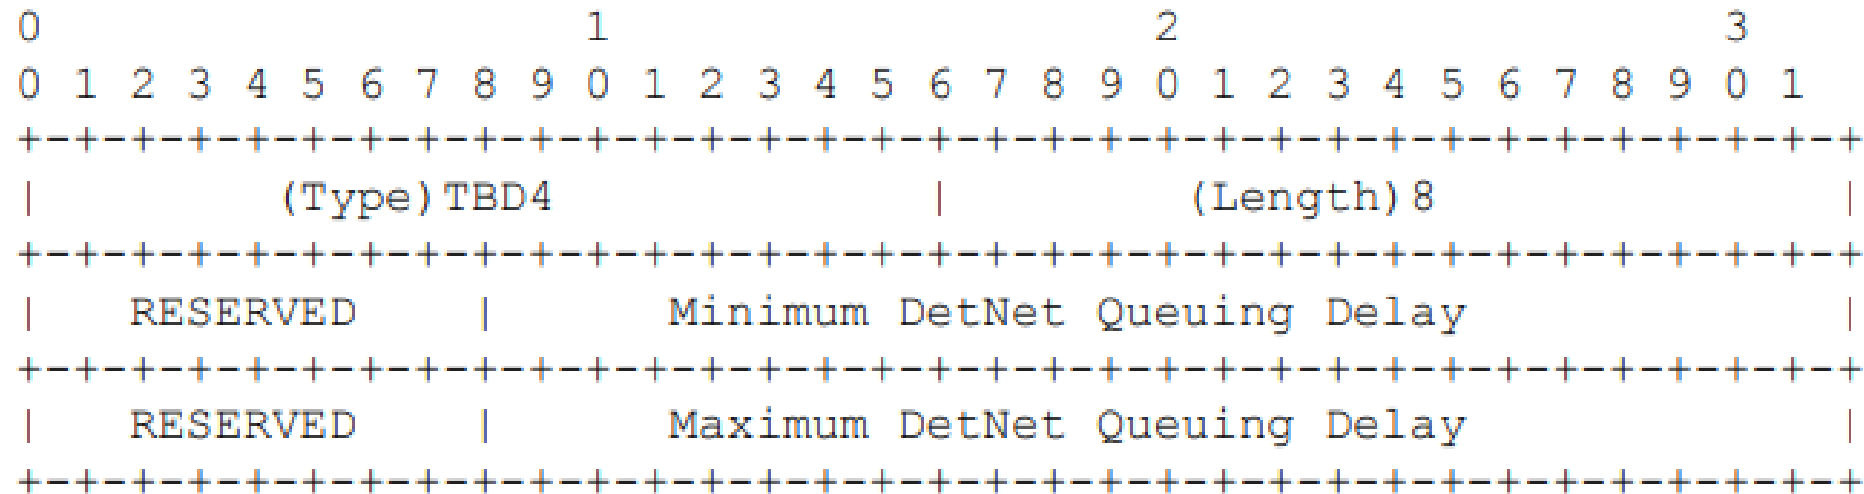 0                   1                   2                   3
0 1 2 3 4 5 6 7 8 9 0 1 2 3 4 5 6 7 8 9 0 1 2 3 4 5 6 7 8 9 0 1
+-+-+-+-+-+-+-+-+-+-+-+-+-+-+-+-+-+-+-+-+-+-+-+-+-+-+-+-+-+-+-+-+
|        (Type)TBD4             |        (Length)8              |
+-+-+-+-+-+-+-+-+-+-+-+-+-+-+-+-+-+-+-+-+-+-+-+-+-+-+-+-+-+-+-+-+
|   RESERVED    |      Minimum DetNet Queuing Delay             |
+-+-+-+-+-+-+-+-+-+-+-+-+-+-+-+-+-+-+-+-+-+-+-+-+-+-+-+-+-+-+-+-+
|   RESERVED    |      Maximum DetNet Queuing Delay             |
+-+-+-+-+-+-+-+-+-+-+-+-+-+-+-+-+-+-+-+-+-+-+-+-+-+-+-+-+-+-+-+-+